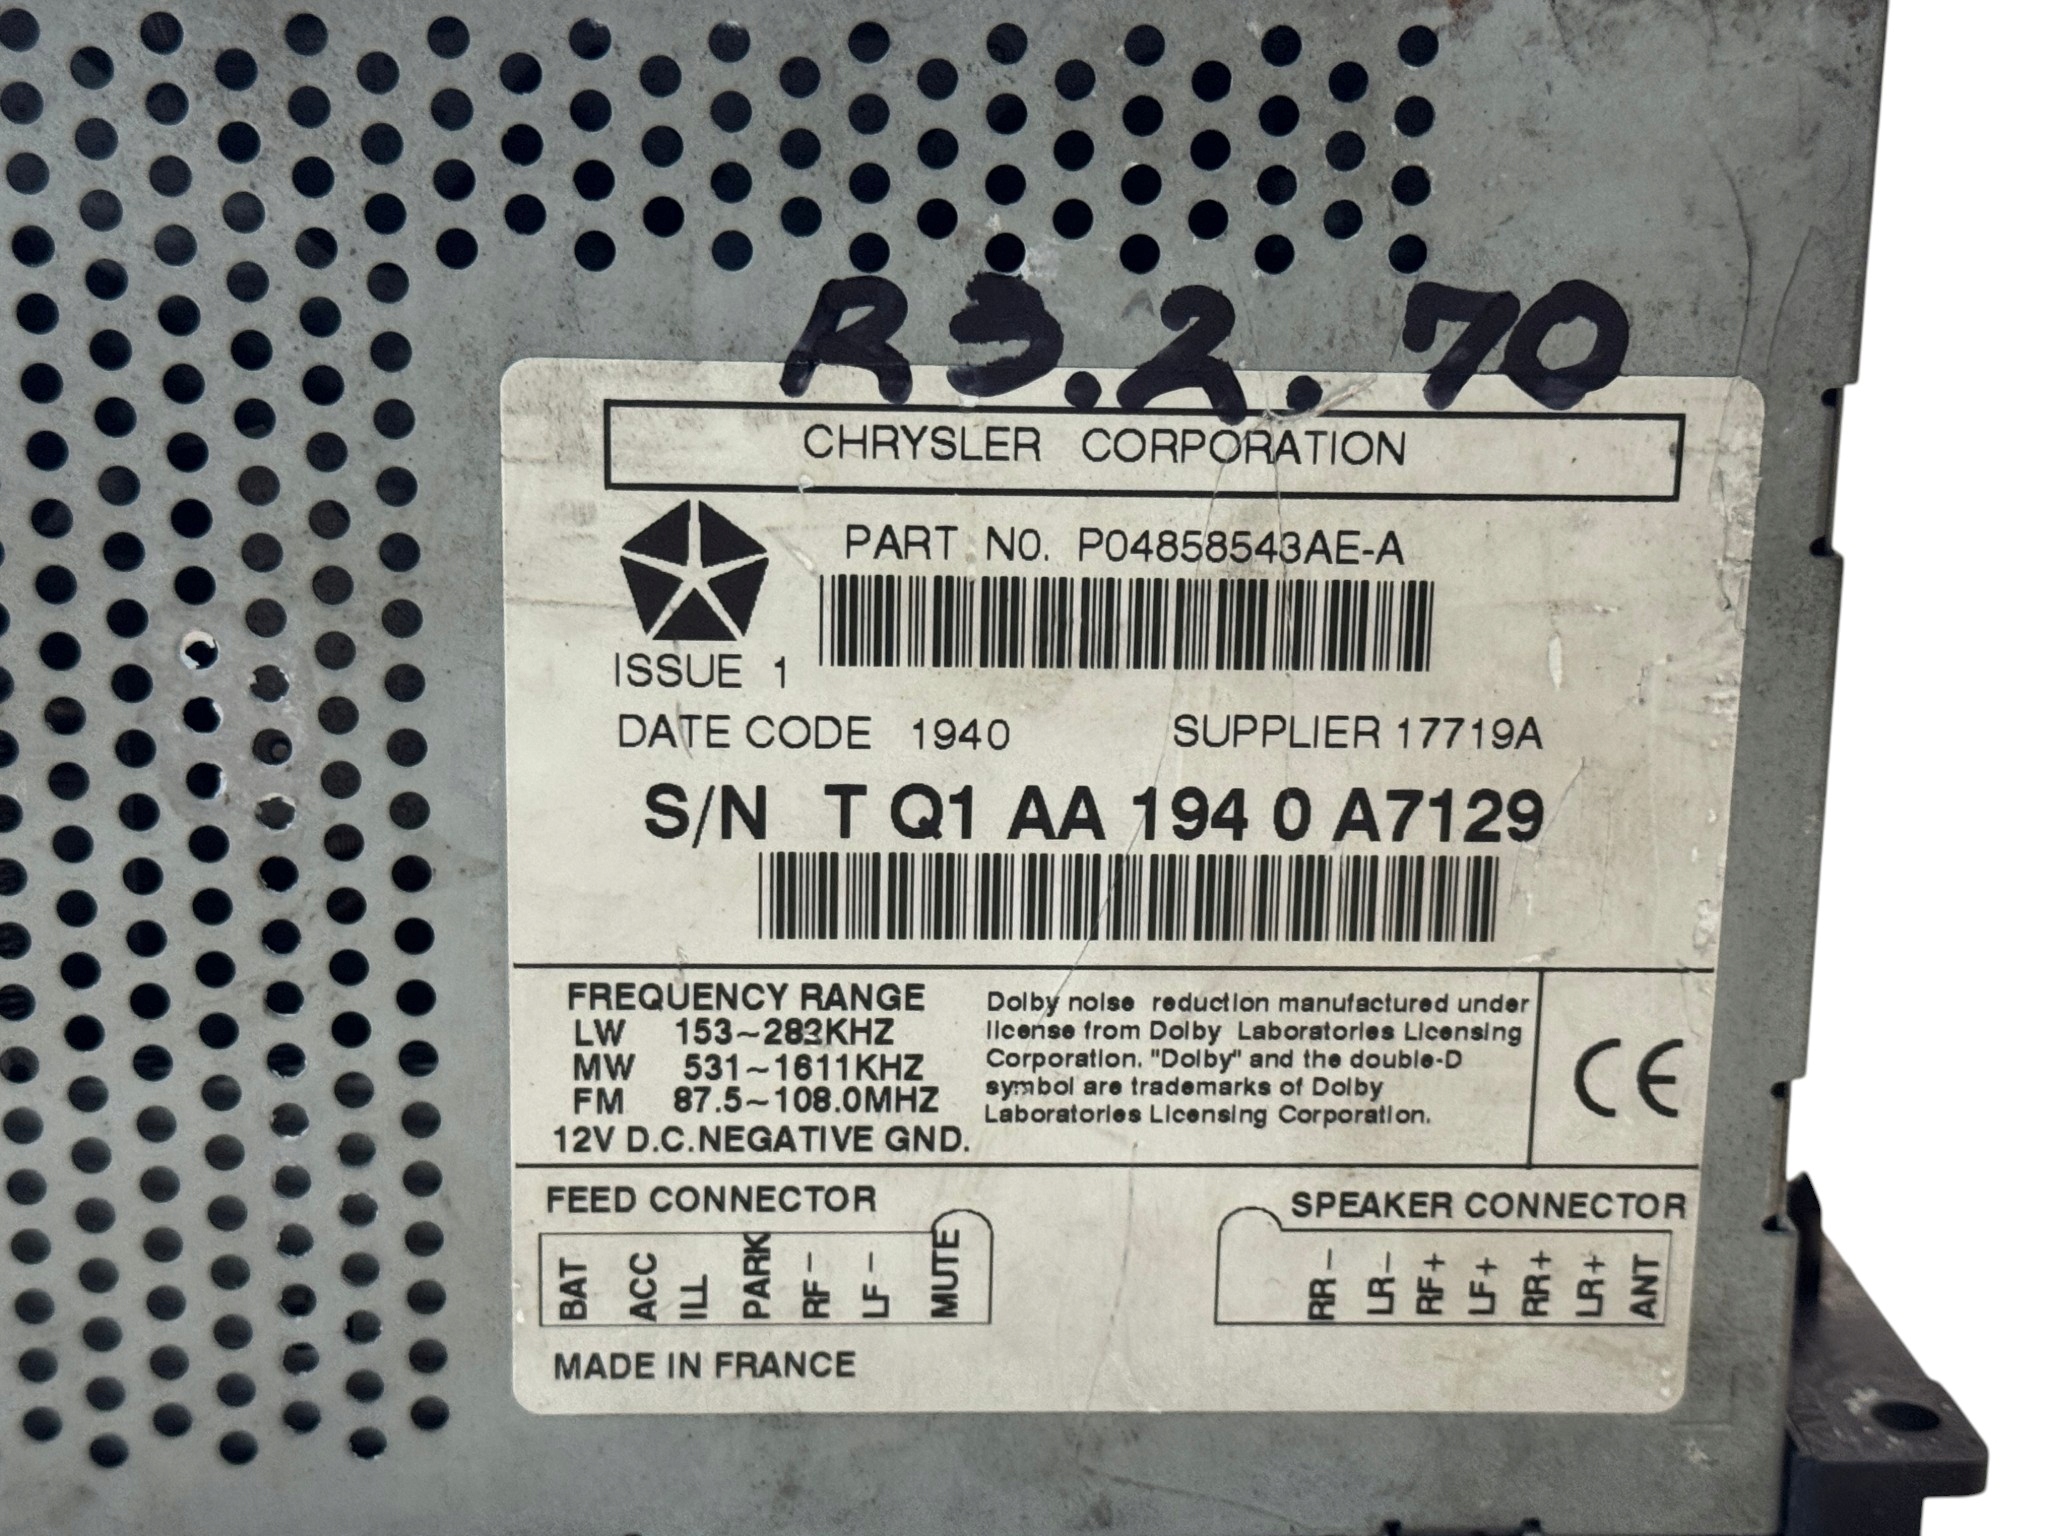 R3.2.70
CHRYSLER CORPORATION
PART NO. P04858543AE-A
ISSUE 1
DATE CODE 1940 SUPPLIER 17719A
S/N T Q1 AA 194 0 A7129
FREQUENCY RANGE
LW 153~282KHZ
MW 531~1611KHZ
FM 87.5~108.0MHZ
12V D.C.NEGATIVE GND.
Dolby noise reduction manufactured under
license from Dolby Laboratories Licensing
Corporation. "Dolby" and the double-D
symbol are trademarks of Dolby
Laboratories Licensing Corporation.
CE
FEED CONNECTOR
BAT ACC ILL PARK RF- LF- MUTE
SPEAKER CONNECTOR
RR- LR- RF+ LF+ RR+ LR+ ANT
MADE IN FRANCE